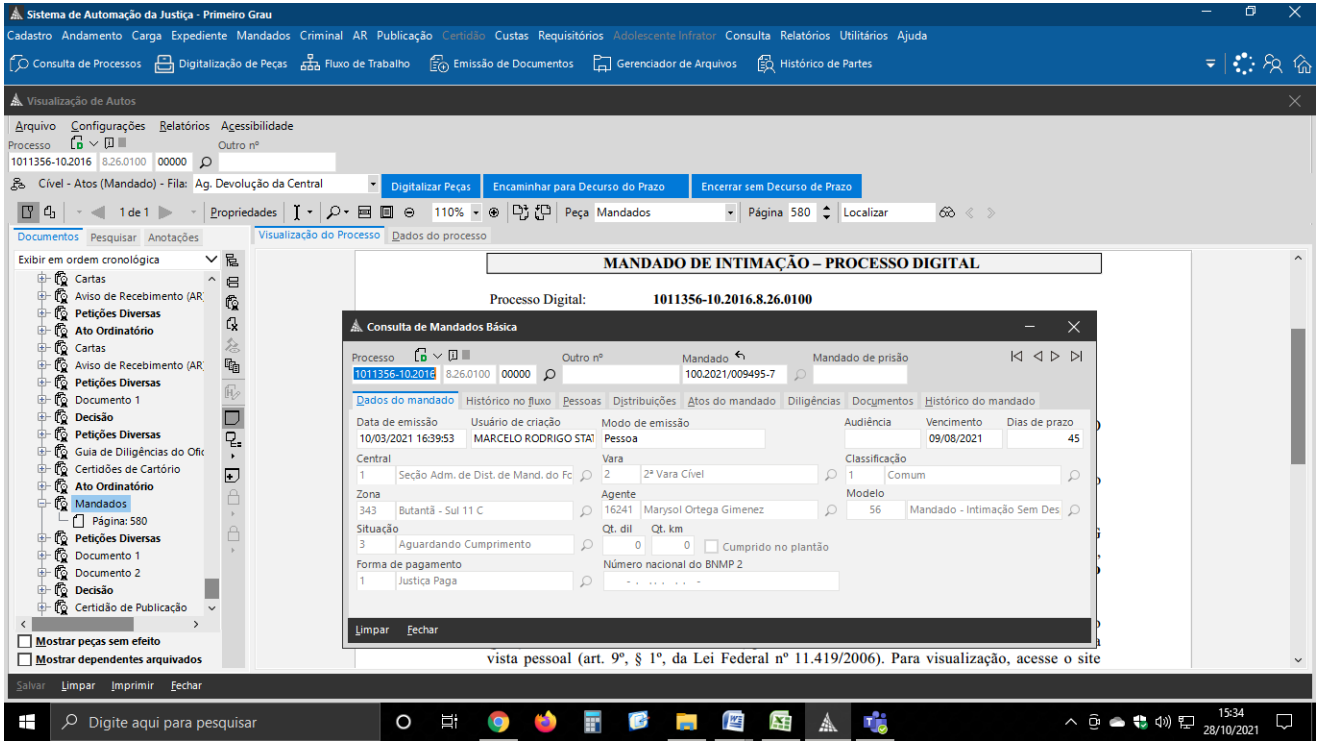 Sistema de Automação da Justiça - Primeiro Grau
Cadastro Andamento Carga Expediente Mandados Criminal AR Publicação Certidão Custas Requisitórios Adolescente Infrator Consulta Relatórios Utilitários Ajuda
Consulta de Processos Digitalização de Peças Fluxo de Trabalho Emissão de Documentos Gerenciador de Arquivos Histórico de Partes
Visualização de Autos
Arquivo Configurações Relatórios Acessibilidade
Processo Outro nº
1011356-10.2016 8.26.0100 00000
Cível - Atos (Mandado) - Fila: Ag. Devolução da Central Digitalizar Peças Encaminhar para Decurso do Prazo Encerrar sem Decurso de Prazo
1 de 1 Propriedades 110% Peça Mandados Página 580 Localizar
Documentos Pesquisar Anotações Visualização do Processo Dados do processo
Exibir em ordem cronológica
Cartas
Aviso de Recebimento (AR)
Petições Diversas
Ato Ordinatório
Cartas
Aviso de Recebimento (AR)
Petições Diversas
Documento 1
Decisão
Petições Diversas
Guia de Diligências do Ofic
Certidões de Cartório
Ato Ordinatório
Mandados
Página: 580
Petições Diversas
Documento 1
Documento 2
Decisão
Certidão de Publicação
Mostrar peças sem efeito
Mostrar dependentes arquivados
MANDADO DE INTIMAÇÃO – PROCESSO DIGITAL
Processo Digital: 1011356-10.2016.8.26.0100
Consulta de Mandados Básica
Processo Outro nº Mandado Mandado de prisão
1011356-10.2016 8.26.0100 00000 100.2021/009495-7
Dados do mandado Histórico no fluxo Pessoas Distribuições Atos do mandado Diligências Documentos Histórico do mandado
Data de emissão Usuário de criação Modo de emissão Audiência Vencimento Dias de prazo
10/03/2021 16:39:53 MARCELO RODRIGO STAT Pessoa 09/08/2021 45
Central Vara Classificação
1 Seção Adm. de Dist. de Mand. do Fo 2 2ª Vara Cível 1 Comum
Zona Agente Modelo
343 Butantã - Sul 11 C 16241 Marysol Ortega Gimenez 56 Mandado - Intimação Sem Des
Situação Qt. dil Qt. km
3 Aguardando Cumprimento 0 0 Cumprido no plantão
Forma de pagamento Número nacional do BNMP 2
1 Justiça Paga
Limpar Fechar
vista pessoal (art. 9º, § 1º, da Lei Federal nº 11.419/2006). Para visualização, acesse o site
Salvar Limpar Imprimir Fechar
Digite aqui para pesquisar
15:34
28/10/2021